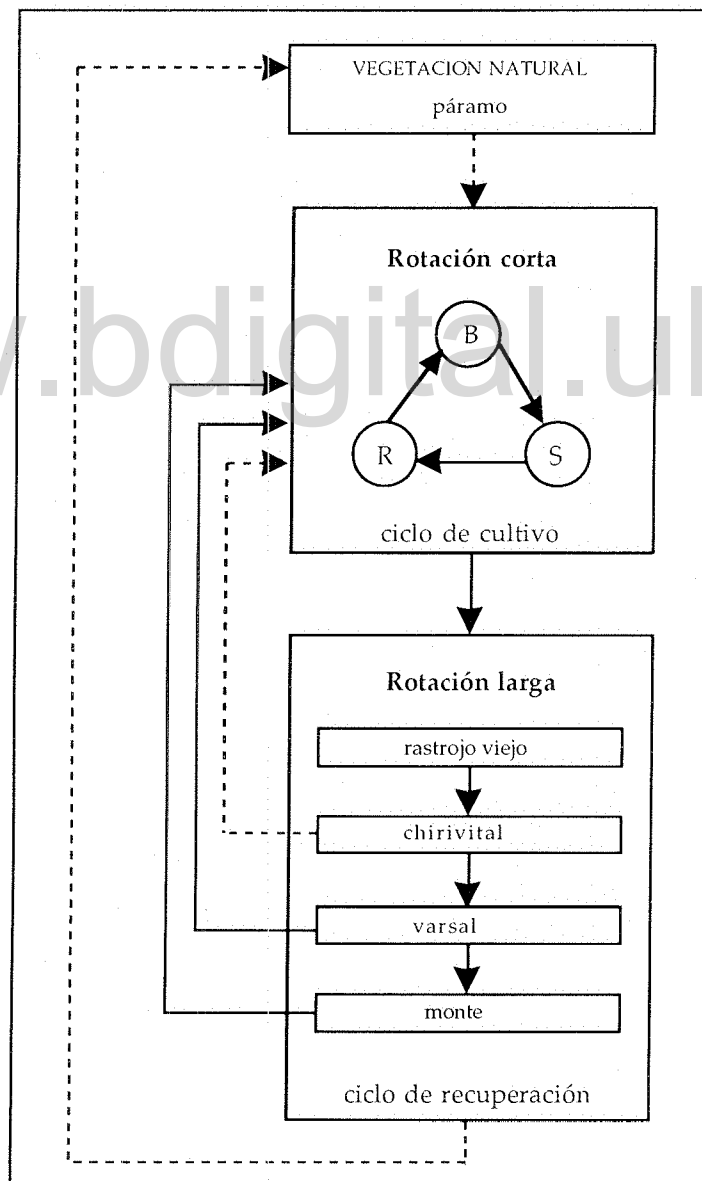 VEGETACION NATURAL
páramo
Rotación corta
B
R
S
ciclo de cultivo
Rotación larga
rastrojo viejo
chirivital
varsal
monte
ciclo de recuperación
w.bdigital.ul